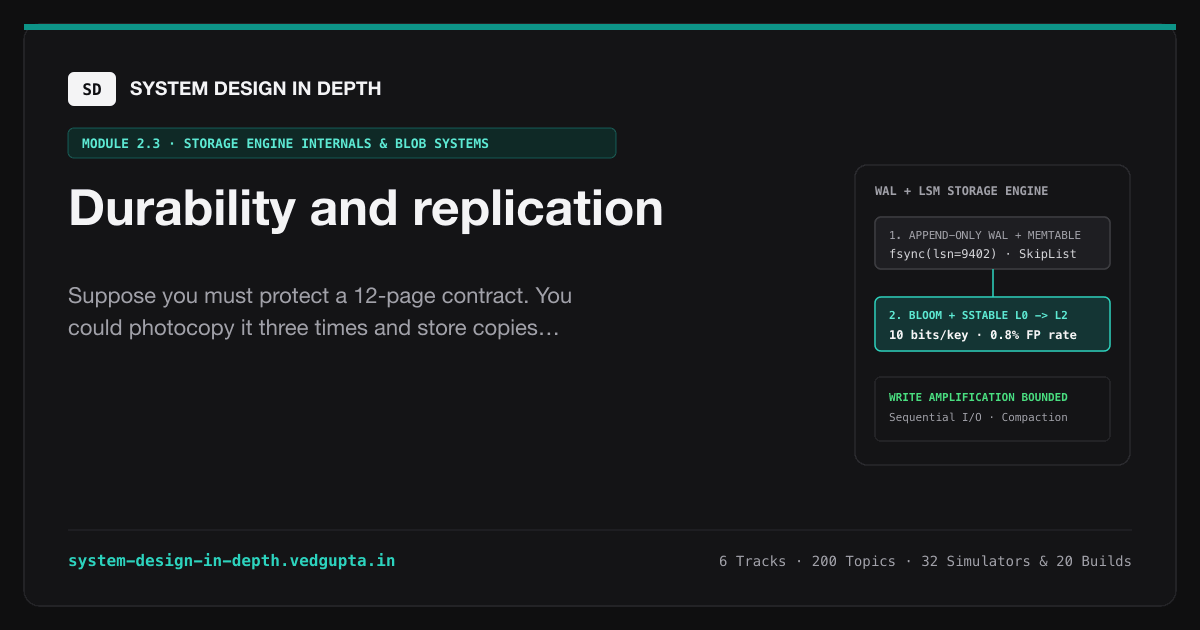 SD
SYSTEM DESIGN IN DEPTH
MODULE 2.3 · STORAGE ENGINE INTERNALS & BLOB SYSTEMS
Durability and replication
Suppose you must protect a 12-page contract. You
could photocopy it three times and store copies…
WAL + LSM STORAGE ENGINE
1. APPEND-ONLY WAL + MEMTABLE
fsync(lsn=9402) · SkipList
2. BLOOM + SSTABLE L0 -> L2
10 bits/key · 0.8% FP rate
WRITE AMPLIFICATION BOUNDED
Sequential I/O · Compaction
system-design-in-depth.vedgupta.in
6 Tracks · 200 Topics · 32 Simulators & 20 Builds